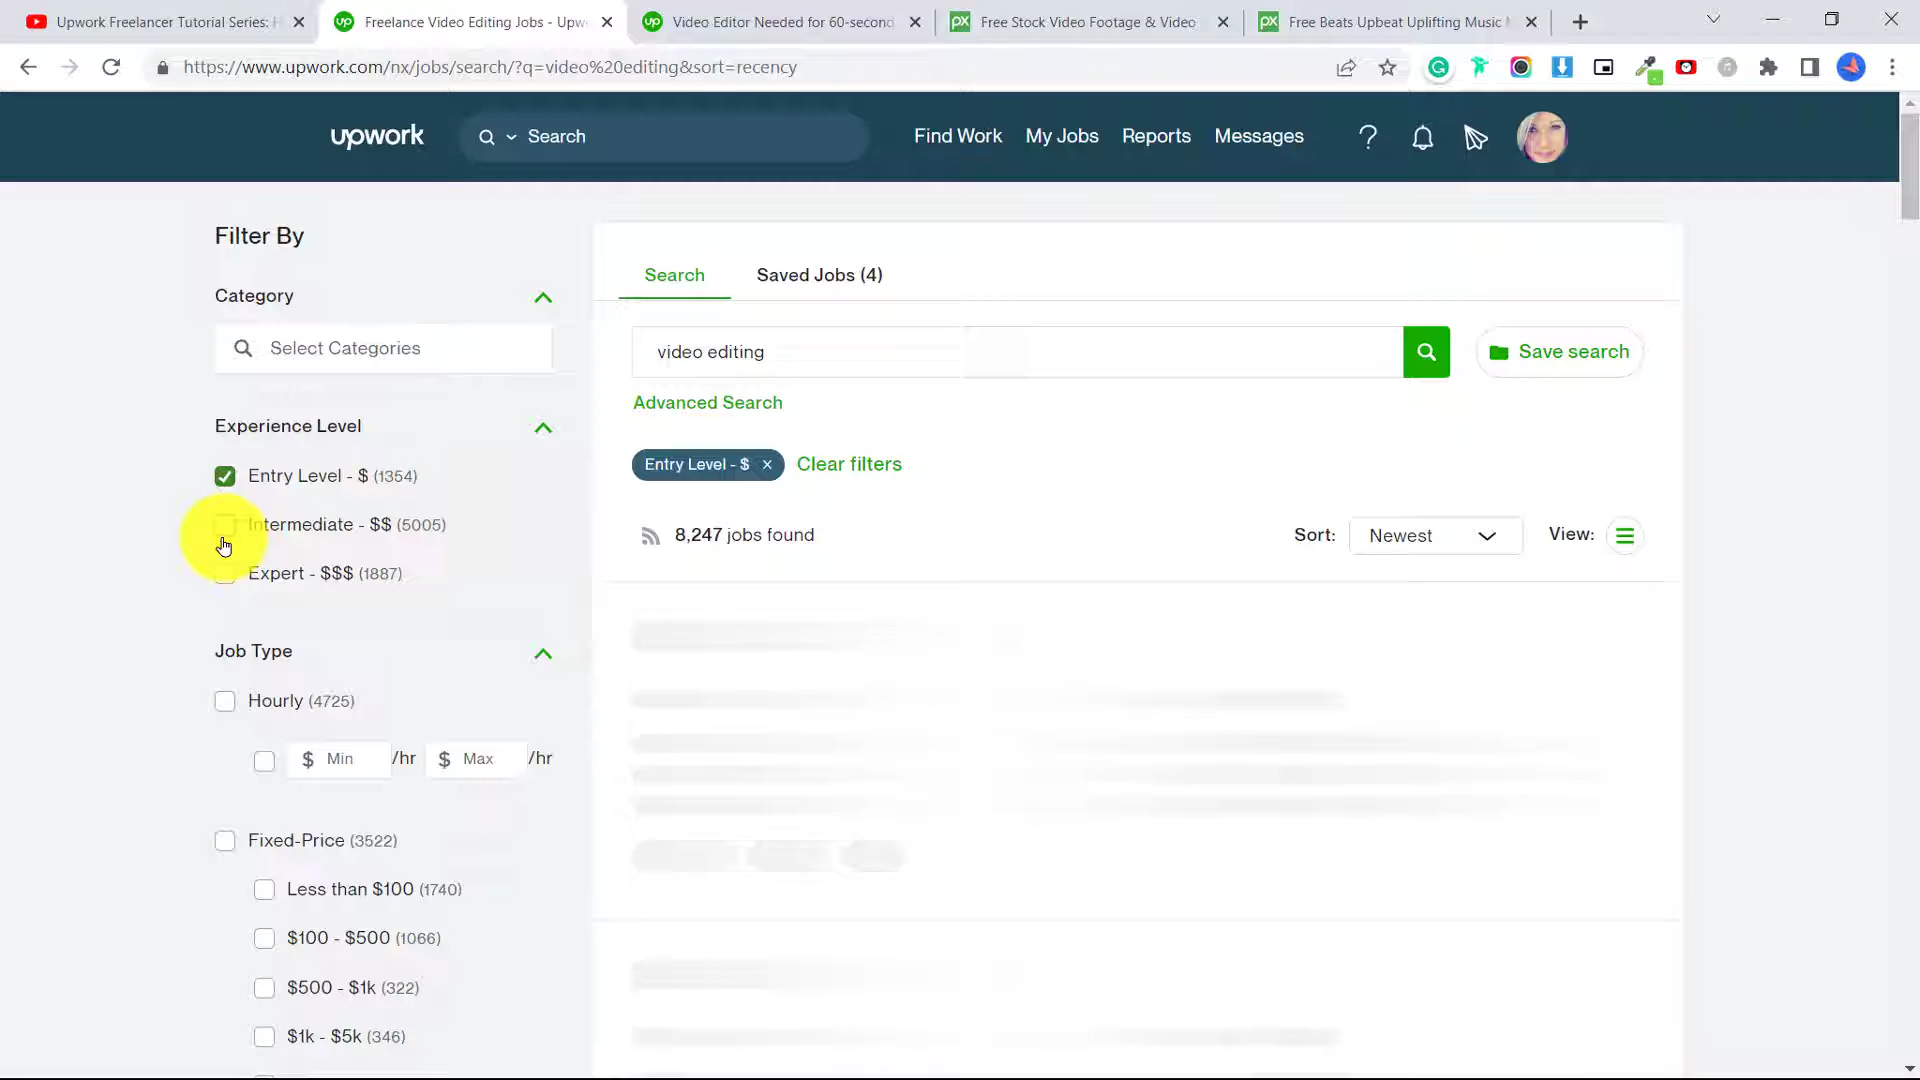 Upwork Freelancer Tutorial Series:
Freelance Video Editing Jobs - Upw
Video Editor Needed for 60-second
Free Stock Video Footage & Video
Free Beats Upbeat Uplifting Music
https://www.upwork.com/nx/jobs/search/?q=video%20editing&sort=recency
upwork
Search
Find Work
My Jobs
Reports
Messages
Filter By
Category
Select Categories
Experience Level
Entry Level - $ (1354)
Intermediate - $$ (5005)
Expert - $$$ (1887)
Job Type
Hourly (4725)
$ Min /hr $ Max /hr
Fixed-Price (3522)
Less than $100 (1740)
$100 - $500 (1066)
$500 - $1k (322)
$1k - $5k (346)
Search
Saved Jobs (4)
video editing
Save search
Advanced Search
Entry Level - $
Clear filters
8,247 jobs found
Sort: Newest
View: